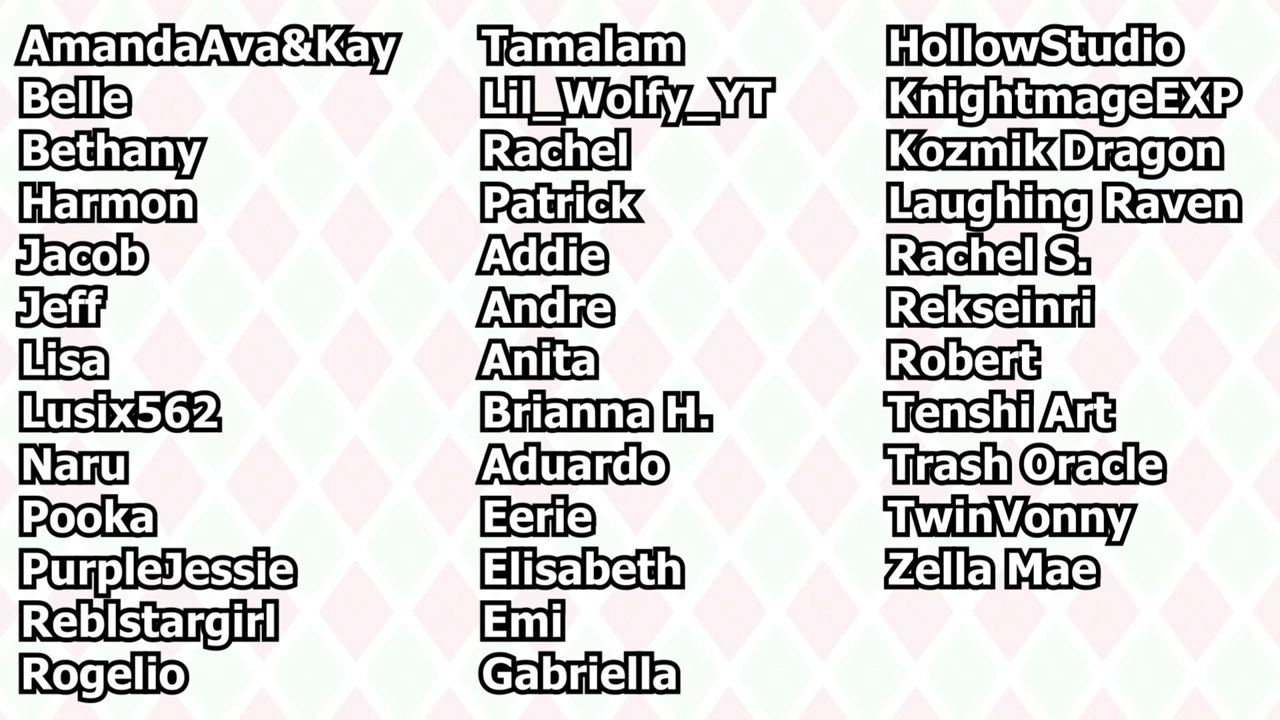 AmandaAva&Kay
Belle
Bethany
Harmon
Jacob
Jeff
Lisa
Lusix562
Naru
Pooka
PurpleJessie
Reblstargirl
Rogelio
Tamalam
Lil_Wolfy_YT
Rachel
Patrick
Addie
Andre
Anita
Brianna H.
Aduardo
Eerie
Elisabeth
Emi
Gabriella
HollowStudio
KnightmageEXP
Kozmik Dragon
Laughing Raven
Rachel S.
Rekseinri
Robert
Tenshi Art
Trash Oracle
TwinVonny
Zella Mae